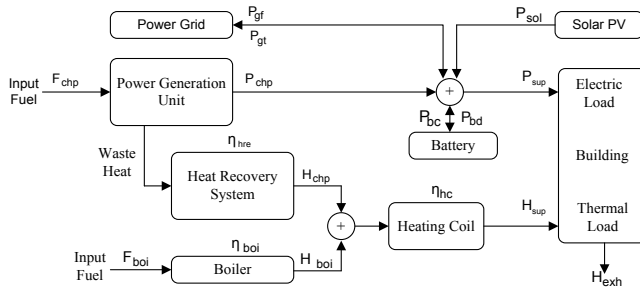 Power Grid
P_gf
P_gt
P_sol
Solar PV
Input
Fuel
F_chp
Power Generation
Unit
P_chp
+
P_sup
Electric
Load
P_bc
P_bd
Battery
Building
Waste
Heat
η_hre
Heat Recovery
System
H_chp
+
η_hc
Heating Coil
H_sup
Thermal
Load
Input
Fuel
F_boi
η_boi
Boiler
H_boi
H_exh